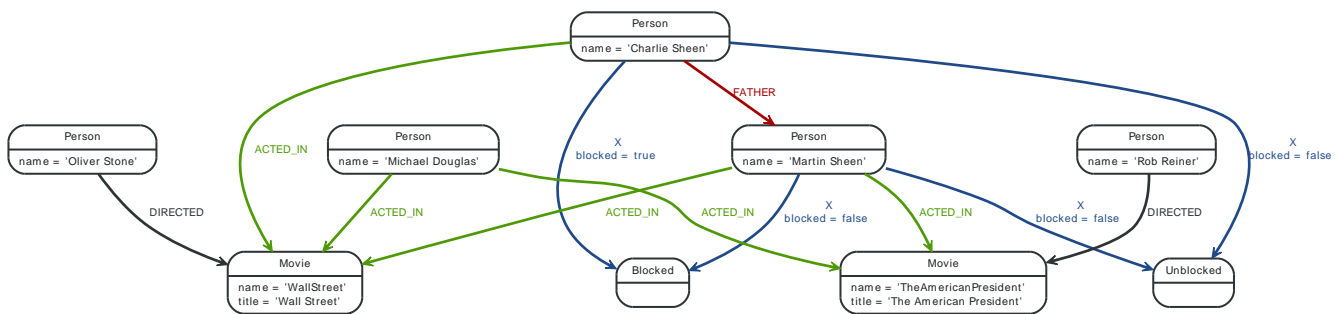 Person
name = 'Charlie Sheen'
FATHER
Person
name = 'Oliver Stone'
Person
name = 'Michael Douglas'
Person
name = 'Martin Sheen'
Person
name = 'Rob Reiner'
ACTED_IN
X
blocked = true
X
blocked = false
DIRECTED
ACTED_IN
ACTED_IN
ACTED_IN
X
blocked = false
ACTED_IN
X
blocked = false
DIRECTED
Movie
name = 'WallStreet'
title = 'Wall Street'
Blocked
Movie
name = 'TheAmericanPresident'
title = 'The American President'
Unblocked